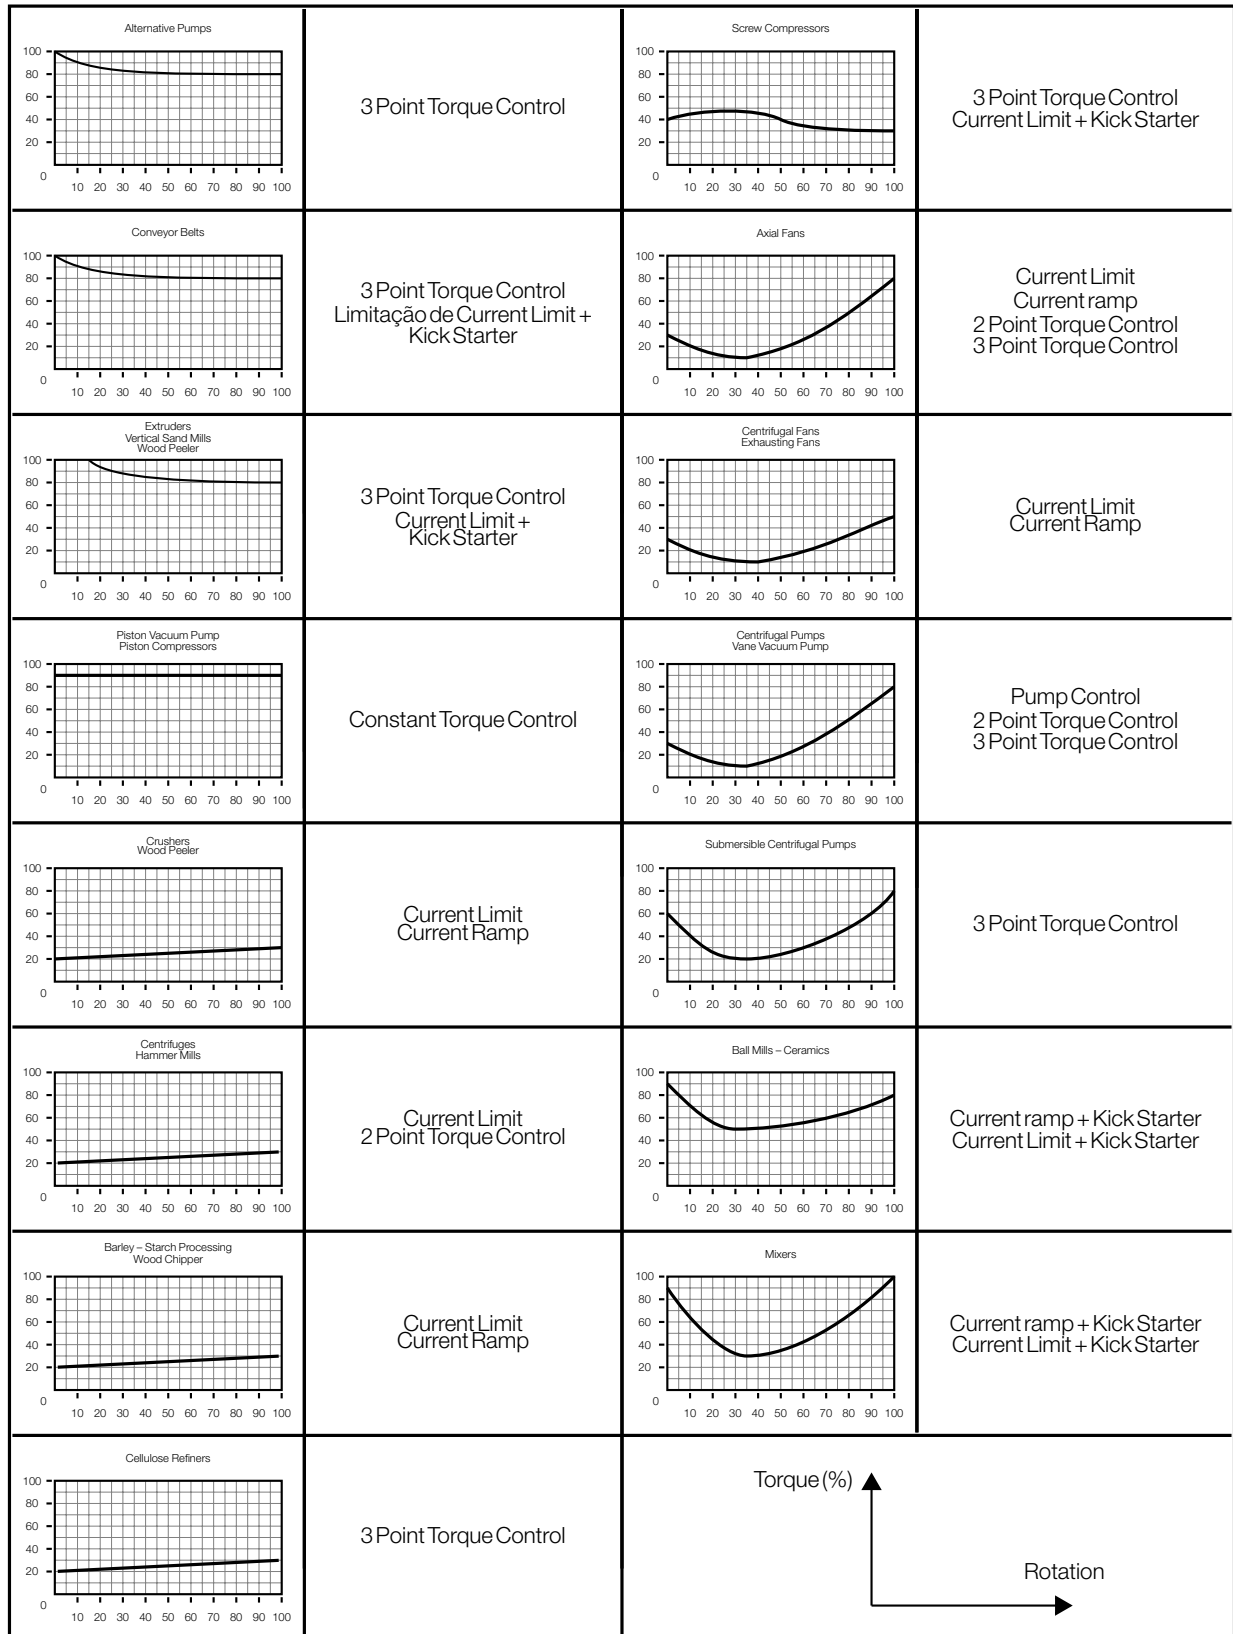 Alternative Pumps
100
80
60
40
20
0
10 20 30 40 50 60 70 80 90 100
3 Point Torque Control
Screw Compressors
100
80
60
40
20
0
10 20 30 40 50 60 70 80 90 100
3 Point Torque Control
Current Limit + Kick Starter
Conveyor Belts
100
80
60
40
20
0
10 20 30 40 50 60 70 80 90 100
3 Point Torque Control
Limitação de Current Limit +
Kick Starter
Axial Fans
100
80
60
40
20
0
10 20 30 40 50 60 70 80 90 100
Current Limit
Current ramp
2 Point Torque Control
3 Point Torque Control
Extruders
Vertical Sand Mills
Wood Peeler
100
80
60
40
20
0
10 20 30 40 50 60 70 80 90 100
3 Point Torque Control
Current Limit +
Kick Starter
Centrifugal Fans
Exhausting Fans
100
80
60
40
20
0
10 20 30 40 50 60 70 80 90 100
Current Limit
Current Ramp
Piston Vacuum Pump
Piston Compressors
100
80
60
40
20
0
10 20 30 40 50 60 70 80 90 100
Constant Torque Control
Centrifugal Pumps
Vane Vacuum Pump
100
80
60
40
20
0
10 20 30 40 50 60 70 80 90 100
Pump Control
2 Point Torque Control
3 Point Torque Control
Crushers
Wood Peeler
100
80
60
40
20
0
10 20 30 40 50 60 70 80 90 100
Current Limit
Current Ramp
Submersible Centrifugal Pumps
100
80
60
40
20
0
10 20 30 40 50 60 70 80 90 100
3 Point Torque Control
Centrifuges
Hammer Mills
100
80
60
40
20
0
10 20 30 40 50 60 70 80 90 100
Current Limit
2 Point Torque Control
Ball Mills – Ceramics
100
80
60
40
20
0
10 20 30 40 50 60 70 80 90 100
Current ramp + Kick Starter
Current Limit + Kick Starter
Barley – Starch Processing
Wood Chipper
100
80
60
40
20
0
10 20 30 40 50 60 70 80 90 100
Current Limit
Current Ramp
Mixers
100
80
60
40
20
0
10 20 30 40 50 60 70 80 90 100
Current ramp + Kick Starter
Current Limit + Kick Starter
Cellulose Refiners
100
80
60
40
20
0
10 20 30 40 50 60 70 80 90 100
3 Point Torque Control
Torque (%)
Rotation